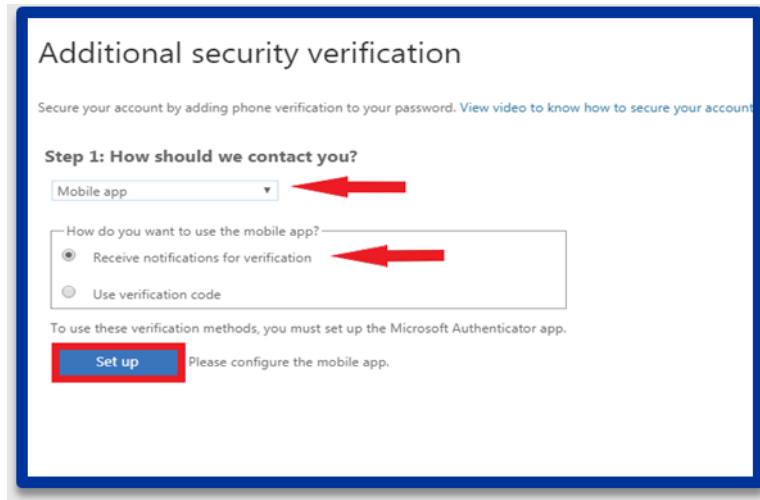 Additional security verification
Secure your account by adding phone verification to your password. View video to know how to secure your account
Step 1: How should we contact you?
Mobile app
How do you want to use the mobile app?
Receive notifications for verification
Use verification code
To use these verification methods, you must set up the Microsoft Authenticator app.
Set up Please configure the mobile app.